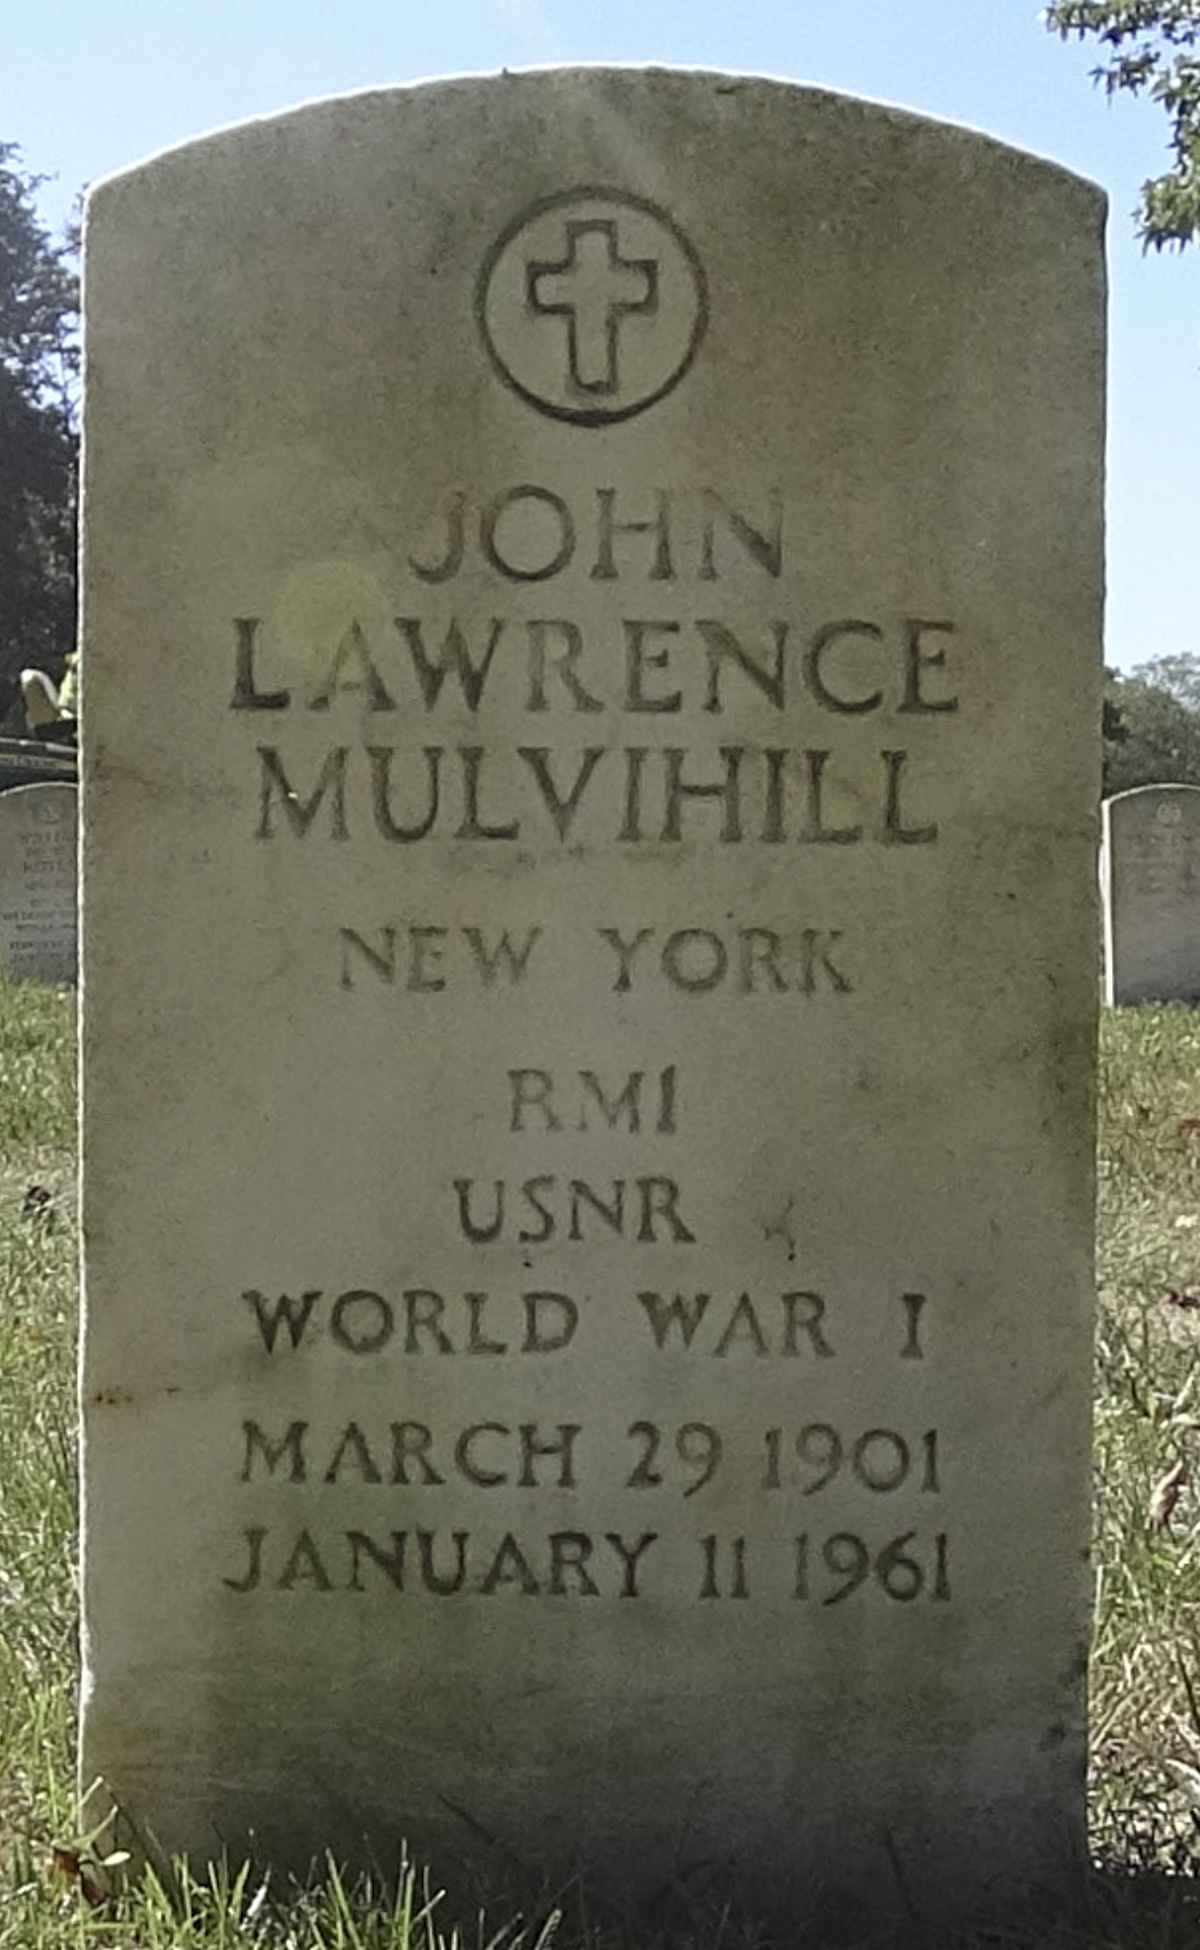 JOHN
LAWRENCE
MULVIHILL
NEW YORK
RM1
USNR
WORLD WAR I
MARCH 29 1901
JANUARY 11 1961